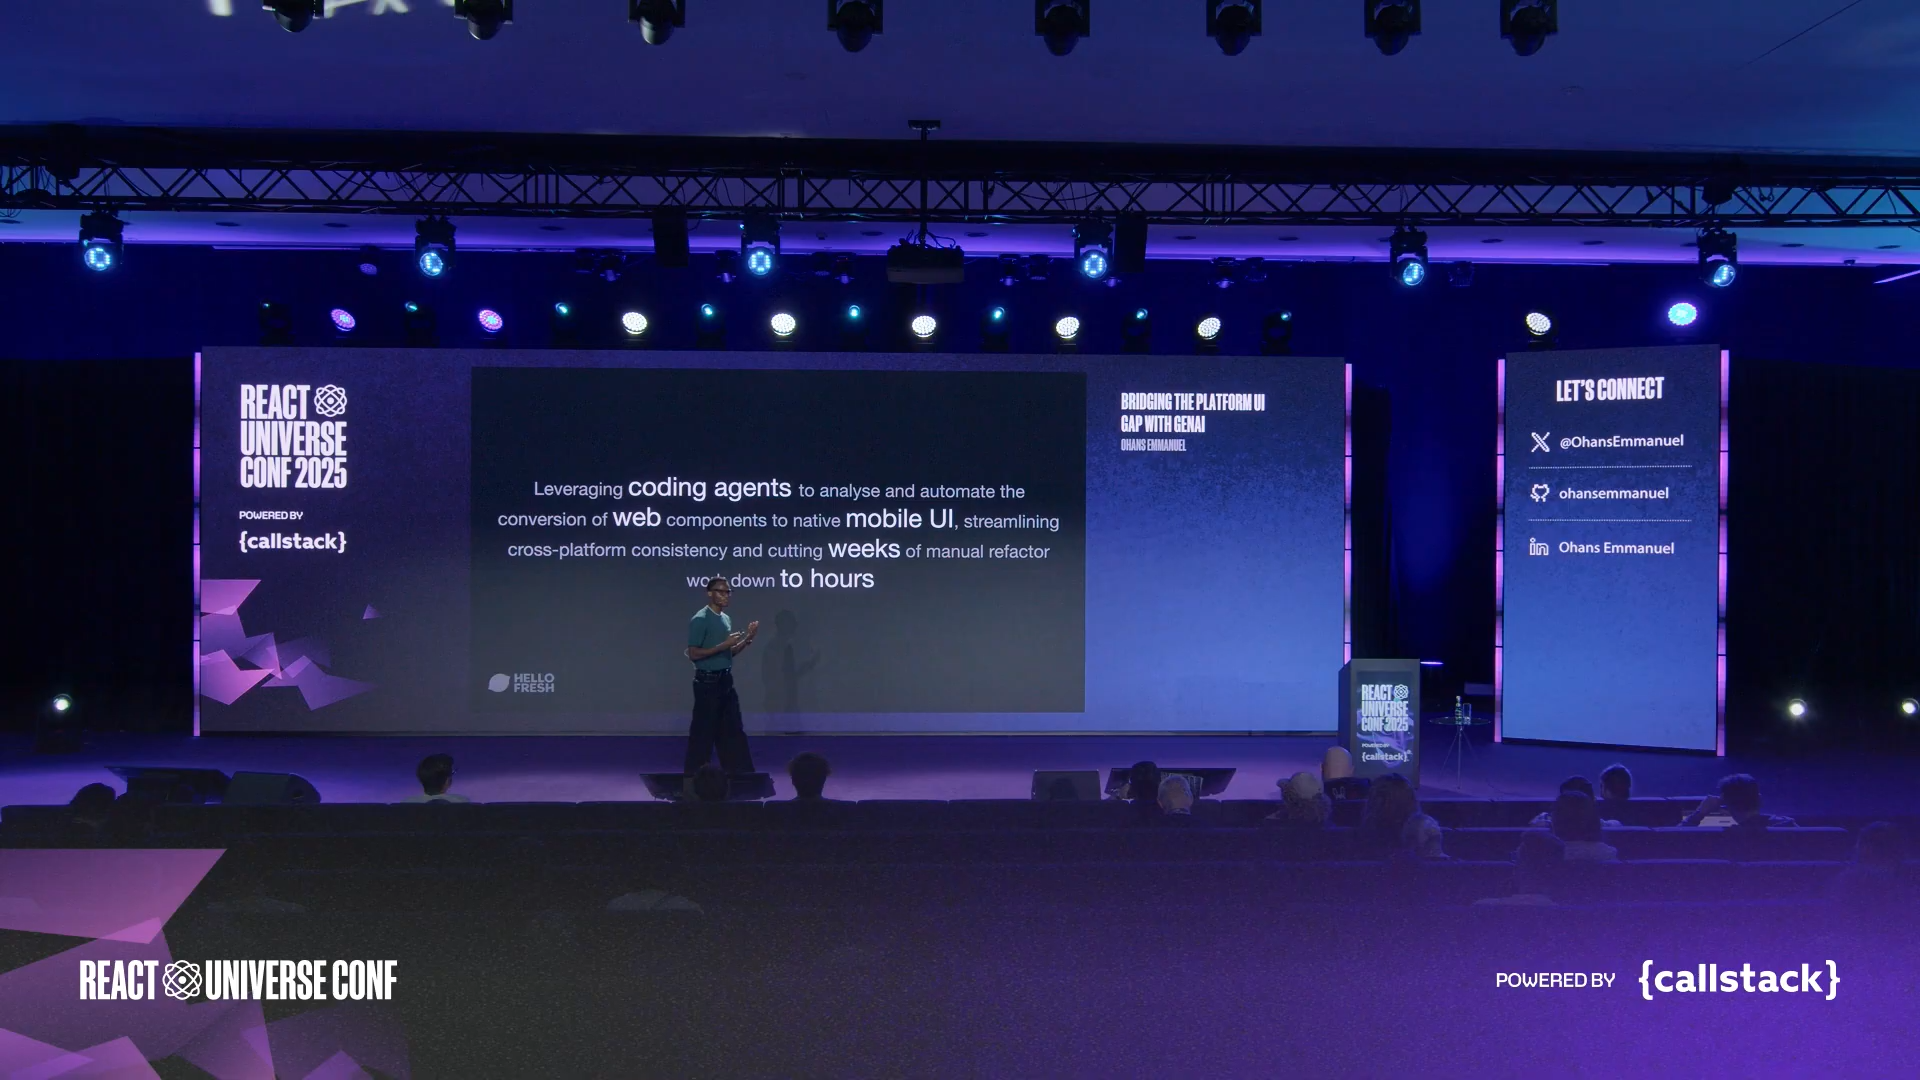 REACT
UNIVERSE
CONF 2025
POWERED BY
{callstack}
Leveraging coding agents to analyse and automate the
conversion of web components to native mobile UI, streamlining
cross-platform consistency and cutting weeks of manual refactor
work down to hours
HELLO
FRESH
BRIDGING THE PLATFORM UI
GAP WITH GENAI
OHANS EMMANUEL
LET'S CONNECT
@OhansEmmanuel
ohansemmanuel
Ohans Emmanuel
REACT
UNIVERSE
CONF 2025
POWERED BY
{callstack}
REACT UNIVERSE CONF
POWERED BY {callstack}